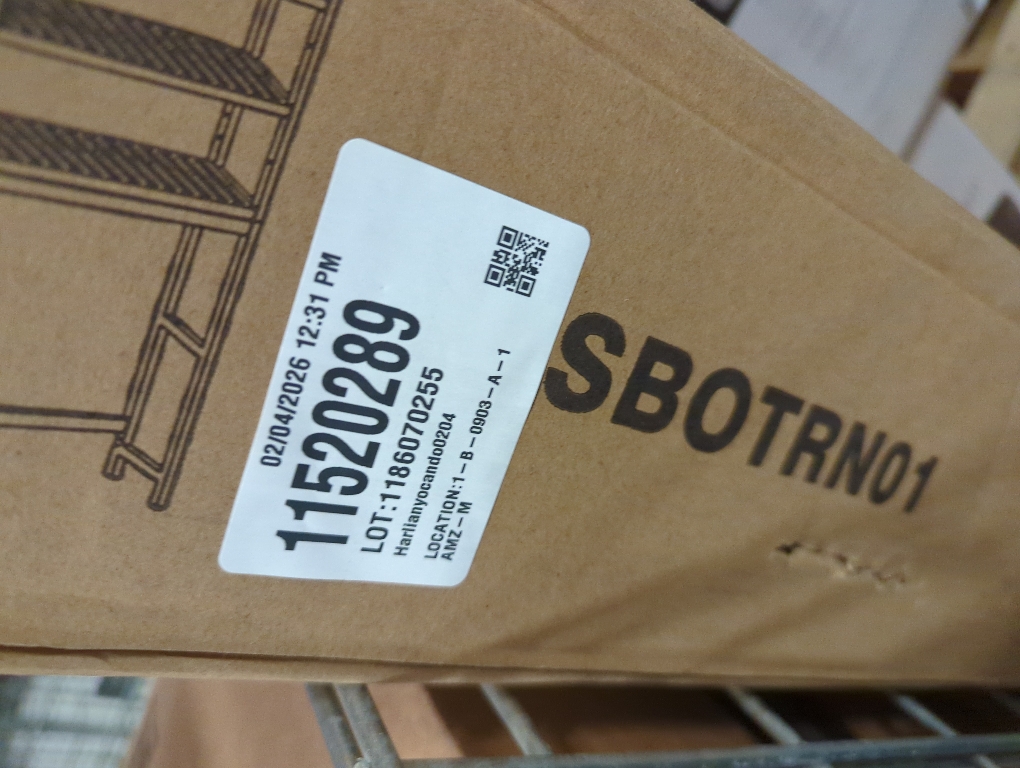 02/04/2026 12:31 PM
11520289
LOT:1186070255
Harlianyocando0204
LOCATION:1-B-0903-A-1
AMZ-M
SBOTRN01